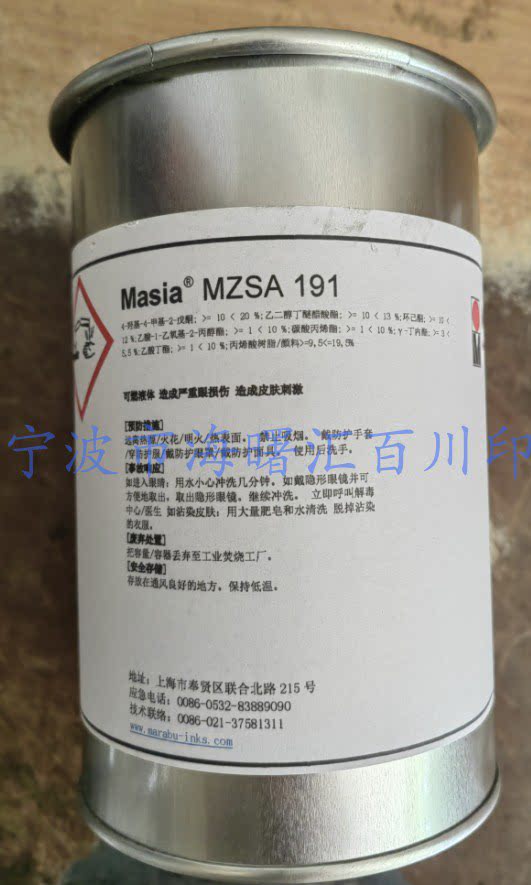 Masia® MZSA 191
4-羟基-4-甲基-2-戊酮; >= 10 < 20 %;乙二醇丁醚醋酸酯; >= 10 < 13 %;环己酮; >= 10 <
12 %;乙酸-1-乙氧基-2-丙醇酯; >= 1 < 10 %;碳酸丙烯酯; >= 1 < 10 %;γ-丁内酯; >= 3 <
5,5 %;乙酸丁酯; >= 1 < 10 %;丙烯酸树脂/颜料>=9,5<=19,5%
可燃液体 造成严重眼损伤 造成皮肤刺激
[预防措施]
远离热源/火花/明火/热表面。 禁止吸烟。 戴防护手套
/穿防护服/戴防护眼罩/戴防护面具。 使用后洗手。
宁波 海曙汇百川印
[事故响应]
如进入眼睛：用水小心冲洗几分钟。如戴隐形眼镜并可
方便地取出，取出隐形眼镜。继续冲洗。 立即呼叫解毒
中心/医生 如沾染皮肤：用大量肥皂和水清洗 脱掉沾染
的衣服。
[废弃处置]
把容量/容器丢弃至工业焚烧工厂。
[安全存储]
存放在通风良好的地方。保持低温。
地址：上海市奉贤区联合北路 215 号
应急电话：0086-0532-83889090
技术联络：0086-021-37581311
www.marabu-inks.com